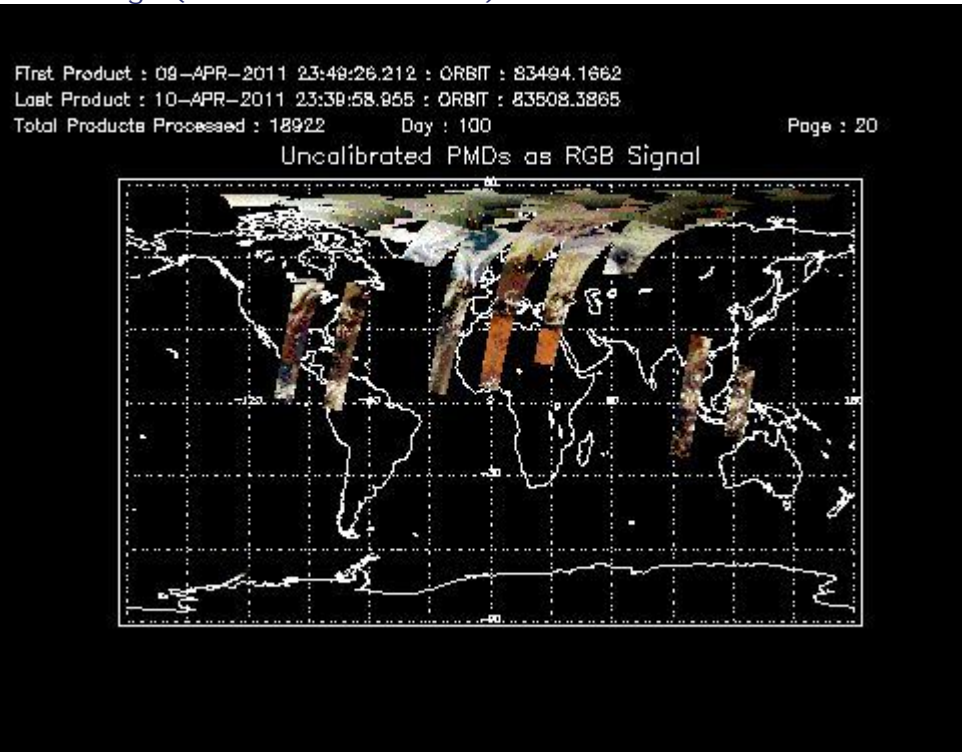 First Product : 09-APR-2011 23:49:26.212 : ORBIT : 83494.1662
Last Product : 10-APR-2011 23:39:58.955 : ORBIT : 83508.3865
Total Products Processed : 18922 Day : 100 Page : 20
Uncalibrated PMDs as RGB Signal